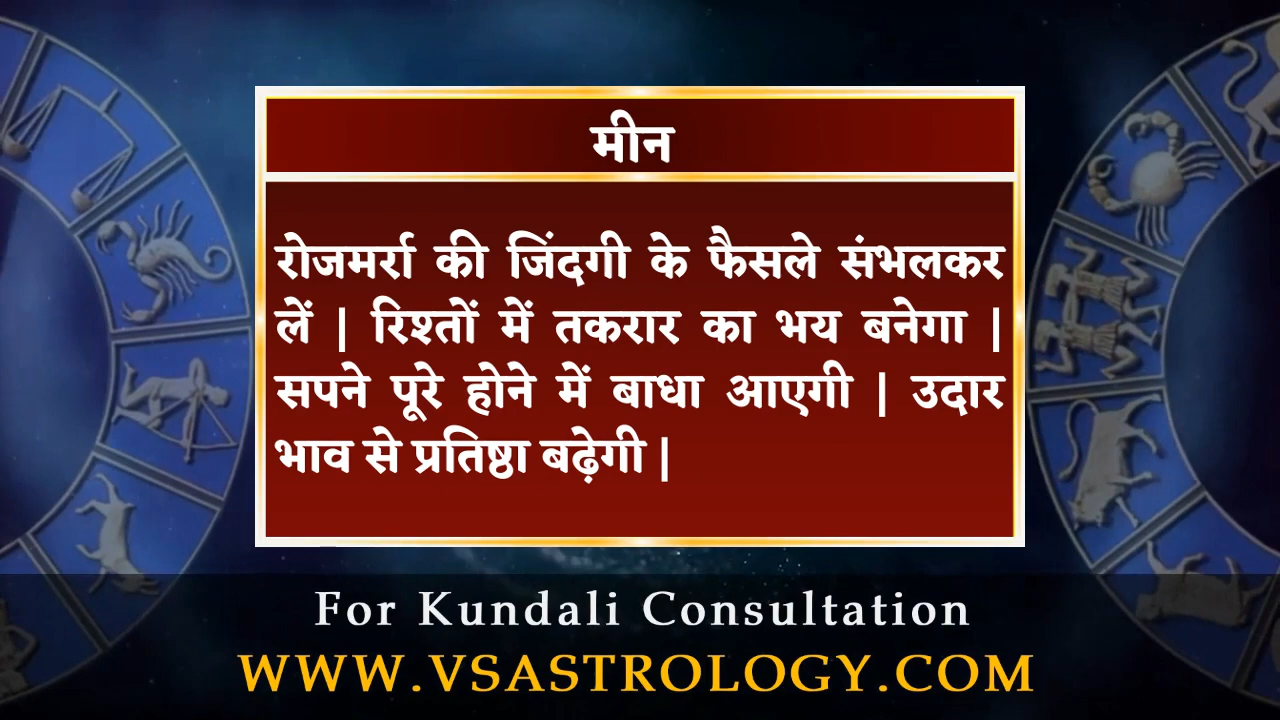 मीन
रोजमर्रा की जिंदगी के फैसले संभलकर
लें | रिश्तों में तकरार का भय बनेगा |
सपने पूरे होने में बाधा आएगी | उदार
भाव से प्रतिष्ठा बढ़ेगी |
For Kundali Consultation
WWW.VSASTROLOGY.COM